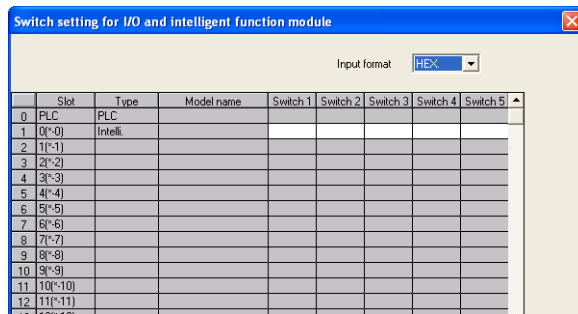 Switch setting for I/O and intelligent function module
Input format HEX.
Slot Type Model name Switch 1 Switch 2 Switch 3 Switch 4 Switch 5
0 PLC PLC
1 0(*-0) Intelli.
2 1(*-1)
3 2(*-2)
4 3(*-3)
5 4(*-4)
6 5(*-5)
7 6(*-6)
8 7(*-7)
9 8(*-8)
10 9(*-9)
11 10(*-10)
12 11(*-11)